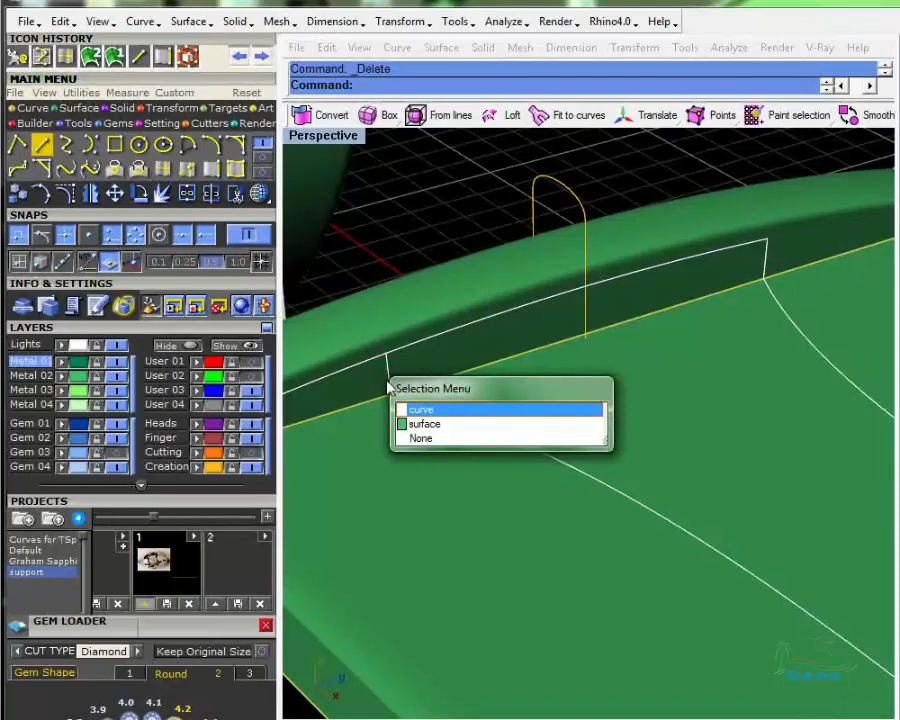 File Edit View Curve Surface Solid Mesh Dimension Transform Tools Analyze Render Rhino4.0 Help
ICON HISTORY
MAIN MENU
File View Utilities Measure Custom Reset
Curve Surface Solid Transform Targets Art
Builder Tools Gems Setting Cutters Render
SNAPS
0.1 0.25 0.5 1.0
INFO & SETTINGS
LAYERS
Lights Hide Show
Metal 01 User 01
Metal 02 User 02
Metal 03 User 03
Metal 04 User 04
Gem 01 Heads
Gem 02 Finger
Gem 03 Cutting
Gem 04 Creation
PROJECTS
Curves for TSp
Default
Graham Sapphi
support
1 2
GEM LOADER
CUT TYPE Diamond Keep Original Size
Gem Shape 1 Round 2 3
3.9 4.0 4.1 4.2
File Edit View Curve Surface Solid Mesh Dimension Transform Tools Analyze Render V-Ray Help
Command: _Delete
Command:
Convert Box From lines Loft Fit to curves Translate Points Paint selection Smooth
Perspective
Selection Menu
curve
surface
None
y
x